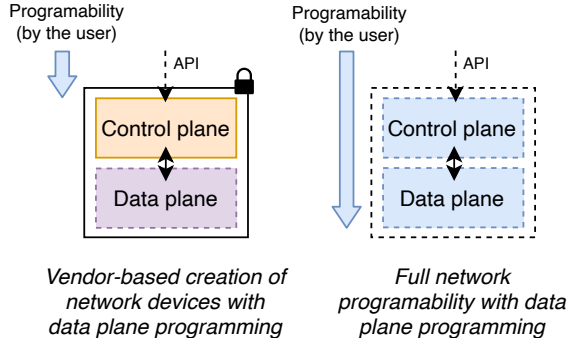 Programability
(by the user)
API
Control plane
Data plane
Vendor-based creation of
network devices with
data plane programming
Programability
(by the user)
API
Control plane
Data plane
Full network
programability with data
plane programming